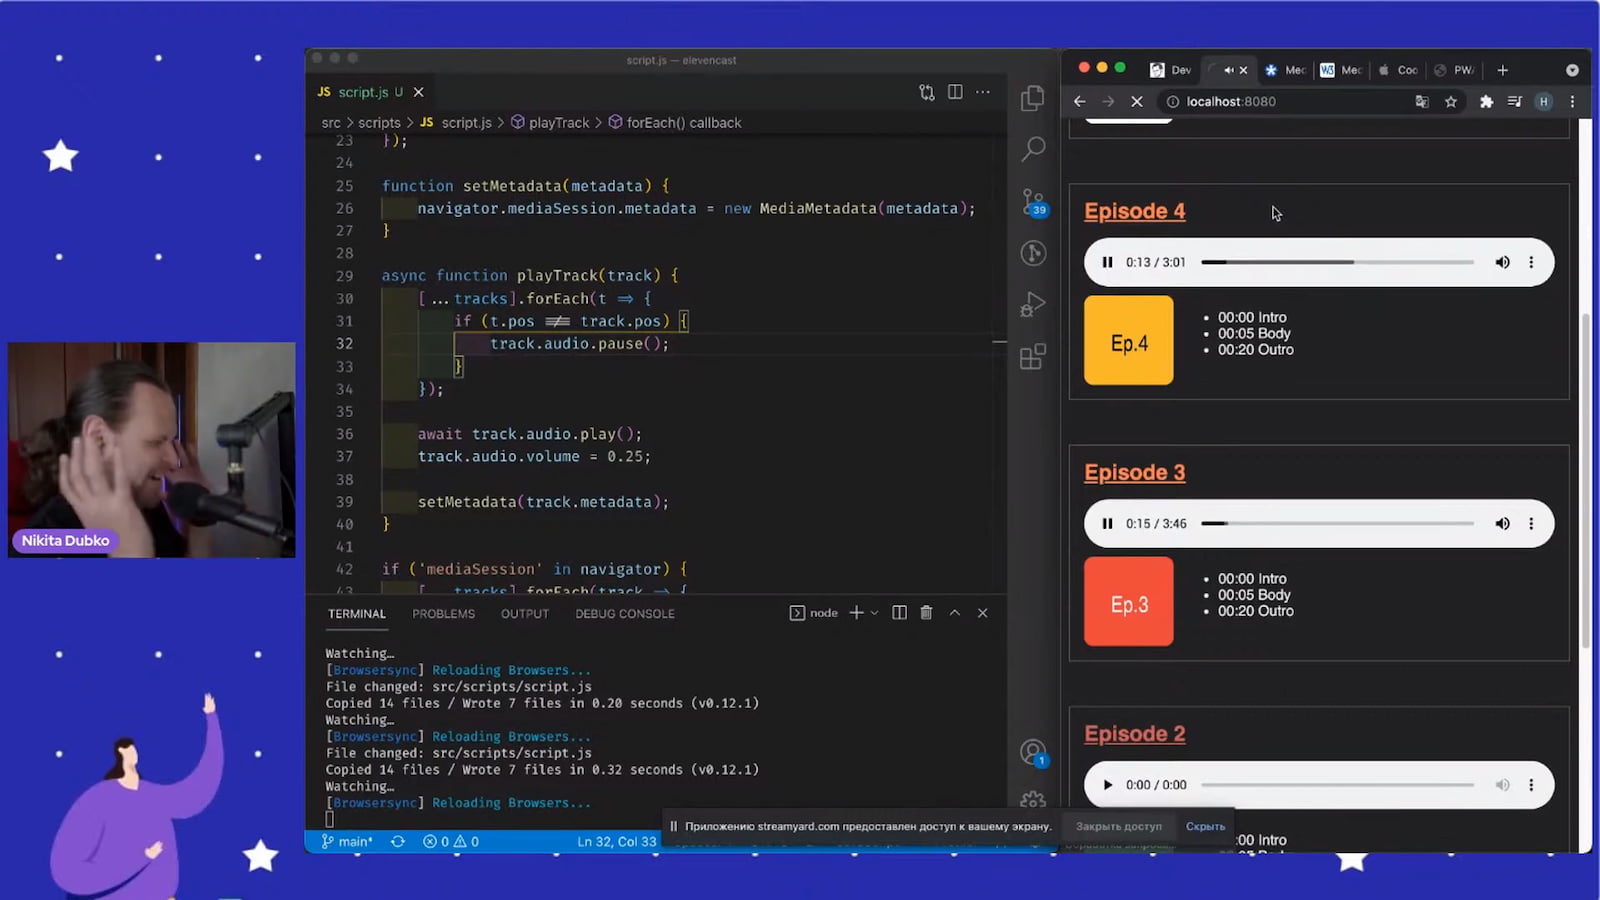 script.js — elevencast
JS script.js U
src > scripts > JS script.js > playTrack > forEach() callback
23 });
24
25 function setMetadata(metadata) {
26 navigator.mediaSession.metadata = new MediaMetadata(metadata);
27 }
28
29 async function playTrack(track) {
30 [...tracks].forEach(t => {
31 if (t.pos !== track.pos) {
32 track.audio.pause();
33 }
34 });
35
36 await track.audio.play();
37 track.audio.volume = 0.25;
38
39 setMetadata(track.metadata);
40 }
41
42 if ('mediaSession' in navigator) {
43 [...tracks].forEach(track => {
TERMINAL PROBLEMS OUTPUT DEBUG CONSOLE node
Watching…
[Browsersync] Reloading Browsers...
File changed: src/scripts/script.js
Copied 14 files / Wrote 7 files in 0.20 seconds (v0.12.1)
Watching…
[Browsersync] Reloading Browsers...
File changed: src/scripts/script.js
Copied 14 files / Wrote 7 files in 0.32 seconds (v0.12.1)
Watching…
[Browsersync] Reloading Browsers...
main* 0 0 Ln 32, Col 33
39
1
Dev Mec W3 Mec Coc PWA
localhost:8080 H
Episode 4
0:13 / 3:01
Ep.4
00:00 Intro
00:05 Body
00:20 Outro
Episode 3
0:15 / 3:46
Ep.3
00:00 Intro
00:05 Body
00:20 Outro
Episode 2
0:00 / 0:00
:00 Intro
Приложению streamyard.com предоставлен доступ к вашему экрану. Закрыть доступ Скрыть
Nikita Dubko